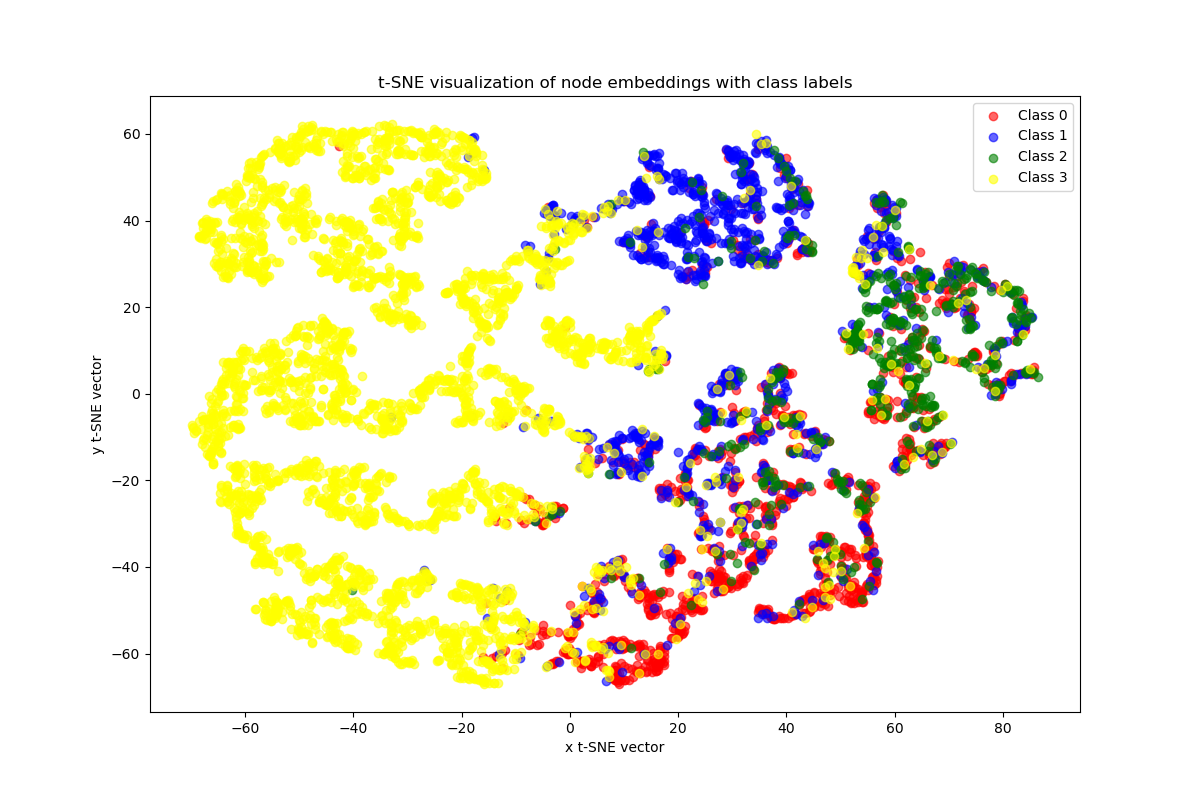 t-SNE visualization of node embeddings with class labels
Class 0
Class 1
Class 2
Class 3
60
40
20
0
−20
−40
−60
y t-SNE vector
−60 −40 −20 0 20 40 60 80
x t-SNE vector